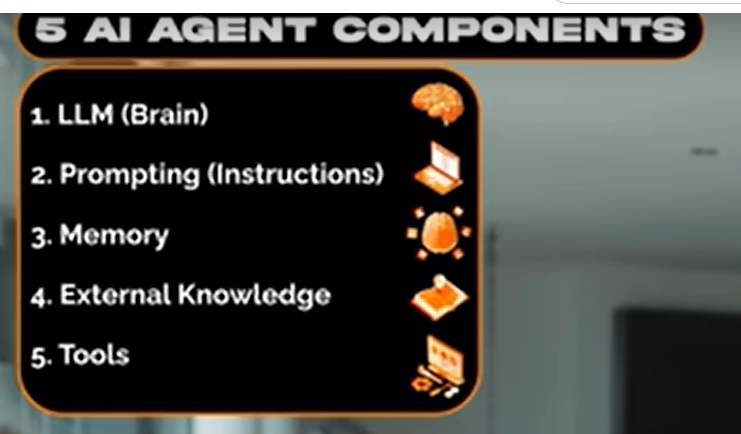 5 AI AGENT COMPONENTS
1. LLM (Brain)
2. Prompting (Instructions)
3. Memory
4. External Knowledge
5. Tools